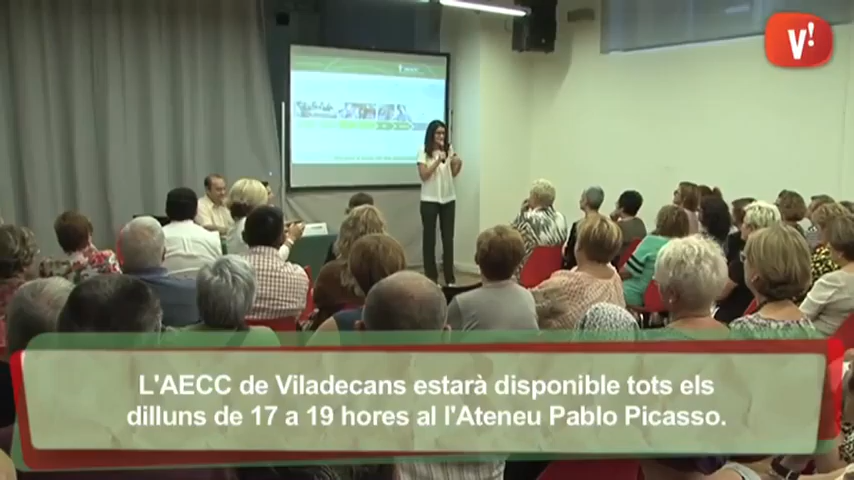 V!
L'AECC de Viladecans estarà disponible tots els
dilluns de 17 a 19 hores al l'Ateneu Pablo Picasso.